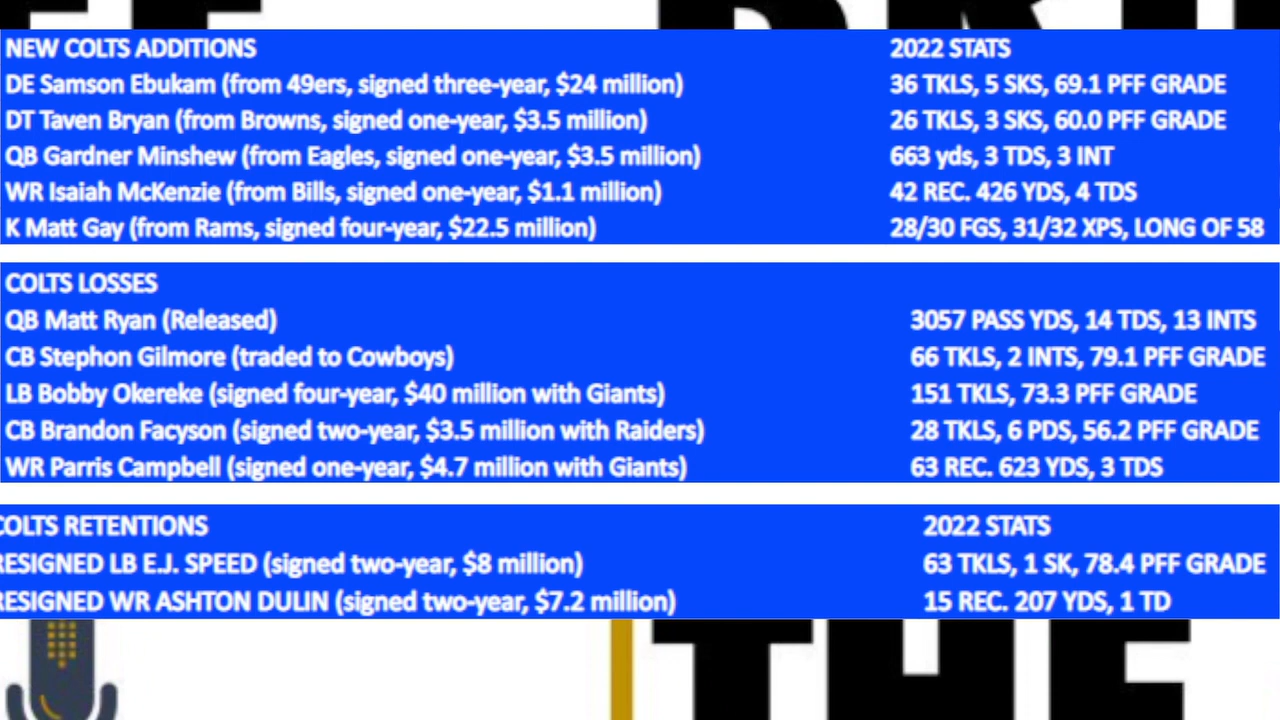 NEW COLTS ADDITIONS 2022 STATS
DE Samson Ebukam (from 49ers, signed three-year, $24 million) 36 TKLS, 5 SKS, 69.1 PFF GRADE
DT Taven Bryan (from Browns, signed one-year, $3.5 million) 26 TKLS, 3 SKS, 60.0 PFF GRADE
QB Gardner Minshew (from Eagles, signed one-year, $3.5 million) 663 yds, 3 TDS, 3 INT
WR Isaiah McKenzie (from Bills, signed one-year, $1.1 million) 42 REC. 426 YDS, 4 TDS
K Matt Gay (from Rams, signed four-year, $22.5 million) 28/30 FGS, 31/32 XPS, LONG OF 58
COLTS LOSSES
QB Matt Ryan (Released) 3057 PASS YDS, 14 TDS, 13 INTS
CB Stephon Gilmore (traded to Cowboys) 66 TKLS, 2 INTS, 79.1 PFF GRADE
LB Bobby Okereke (signed four-year, $40 million with Giants) 151 TKLS, 73.3 PFF GRADE
CB Brandon Facyson (signed two-year, $3.5 million with Raiders) 28 TKLS, 6 PDS, 56.2 PFF GRADE
WR Parris Campbell (signed one-year, $4.7 million with Giants) 63 REC. 623 YDS, 3 TDS
COLTS RETENTIONS 2022 STATS
RESIGNED LB E.J. SPEED (signed two-year, $8 million) 63 TKLS, 1 SK, 78.4 PFF GRADE
RESIGNED WR ASHTON DULIN (signed two-year, $7.2 million) 15 REC. 207 YDS, 1 TD
THE